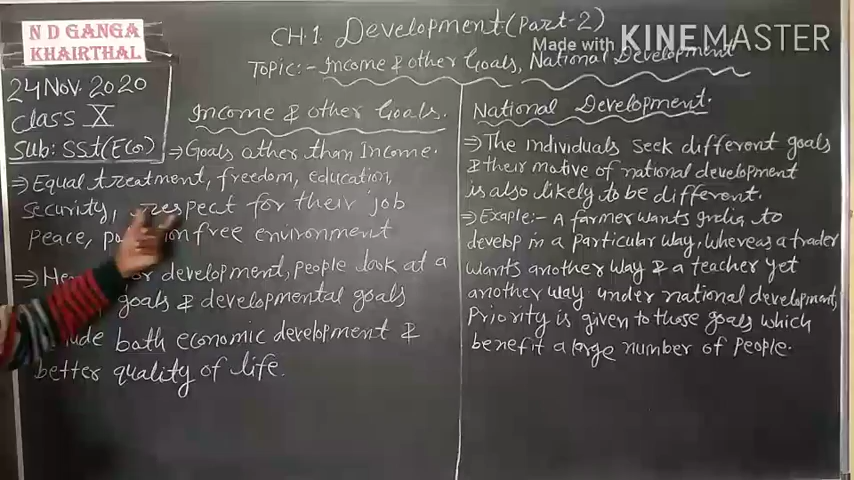 N D GANGA
KHAIRTHAL
CH.1. Development (Part-2)
Made with KINEMASTER
TOPIC:- Income & other Goals, National Development
24 Nov. 2020
Class X
Sub: SSt(Eco)
Income & other Goals.
⇒ Goals other than Income.
⇒ Equal treatment, freedom, education,
security, respect for their job
Peace, free environment
⇒ development, people look at a
goals & developmental goals
both economic development &
better quality of life.
National Development.
⇒ The individuals seek different goals
& their motive of national development
is also likely to be different.
⇒ Exaple:- A farmer wants India to
develop in a particular way, whereas a trader
wants another way & a teacher yet
another way under national development,
Priority is given to those goals which
benefit a large number of people.